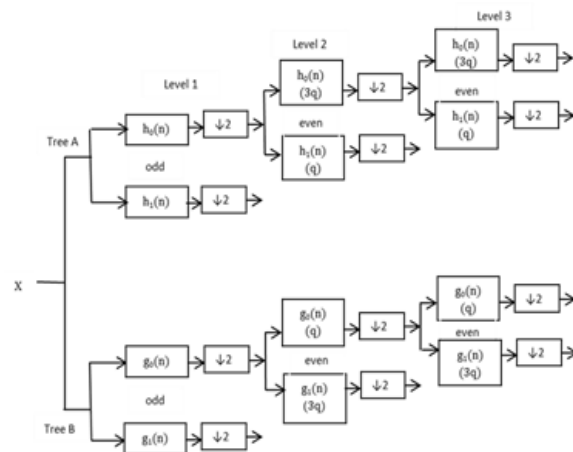 Level 3
Level 2
Level 1
h₀(n)
(3q)
↓2
h₀(n)
(3q)
↓2
even
h₁(n)
(q)
↓2
Tree A
h₀(n)
↓2
even
h₁(n)
(q)
↓2
odd
h₁(n)
↓2
X
g₀(n)
(q)
↓2
g₀(n)
(q)
↓2
even
g₁(n)
(3q)
↓2
g₀(n)
↓2
even
g₁(n)
(3q)
↓2
odd
Tree B
g₁(n)
↓2